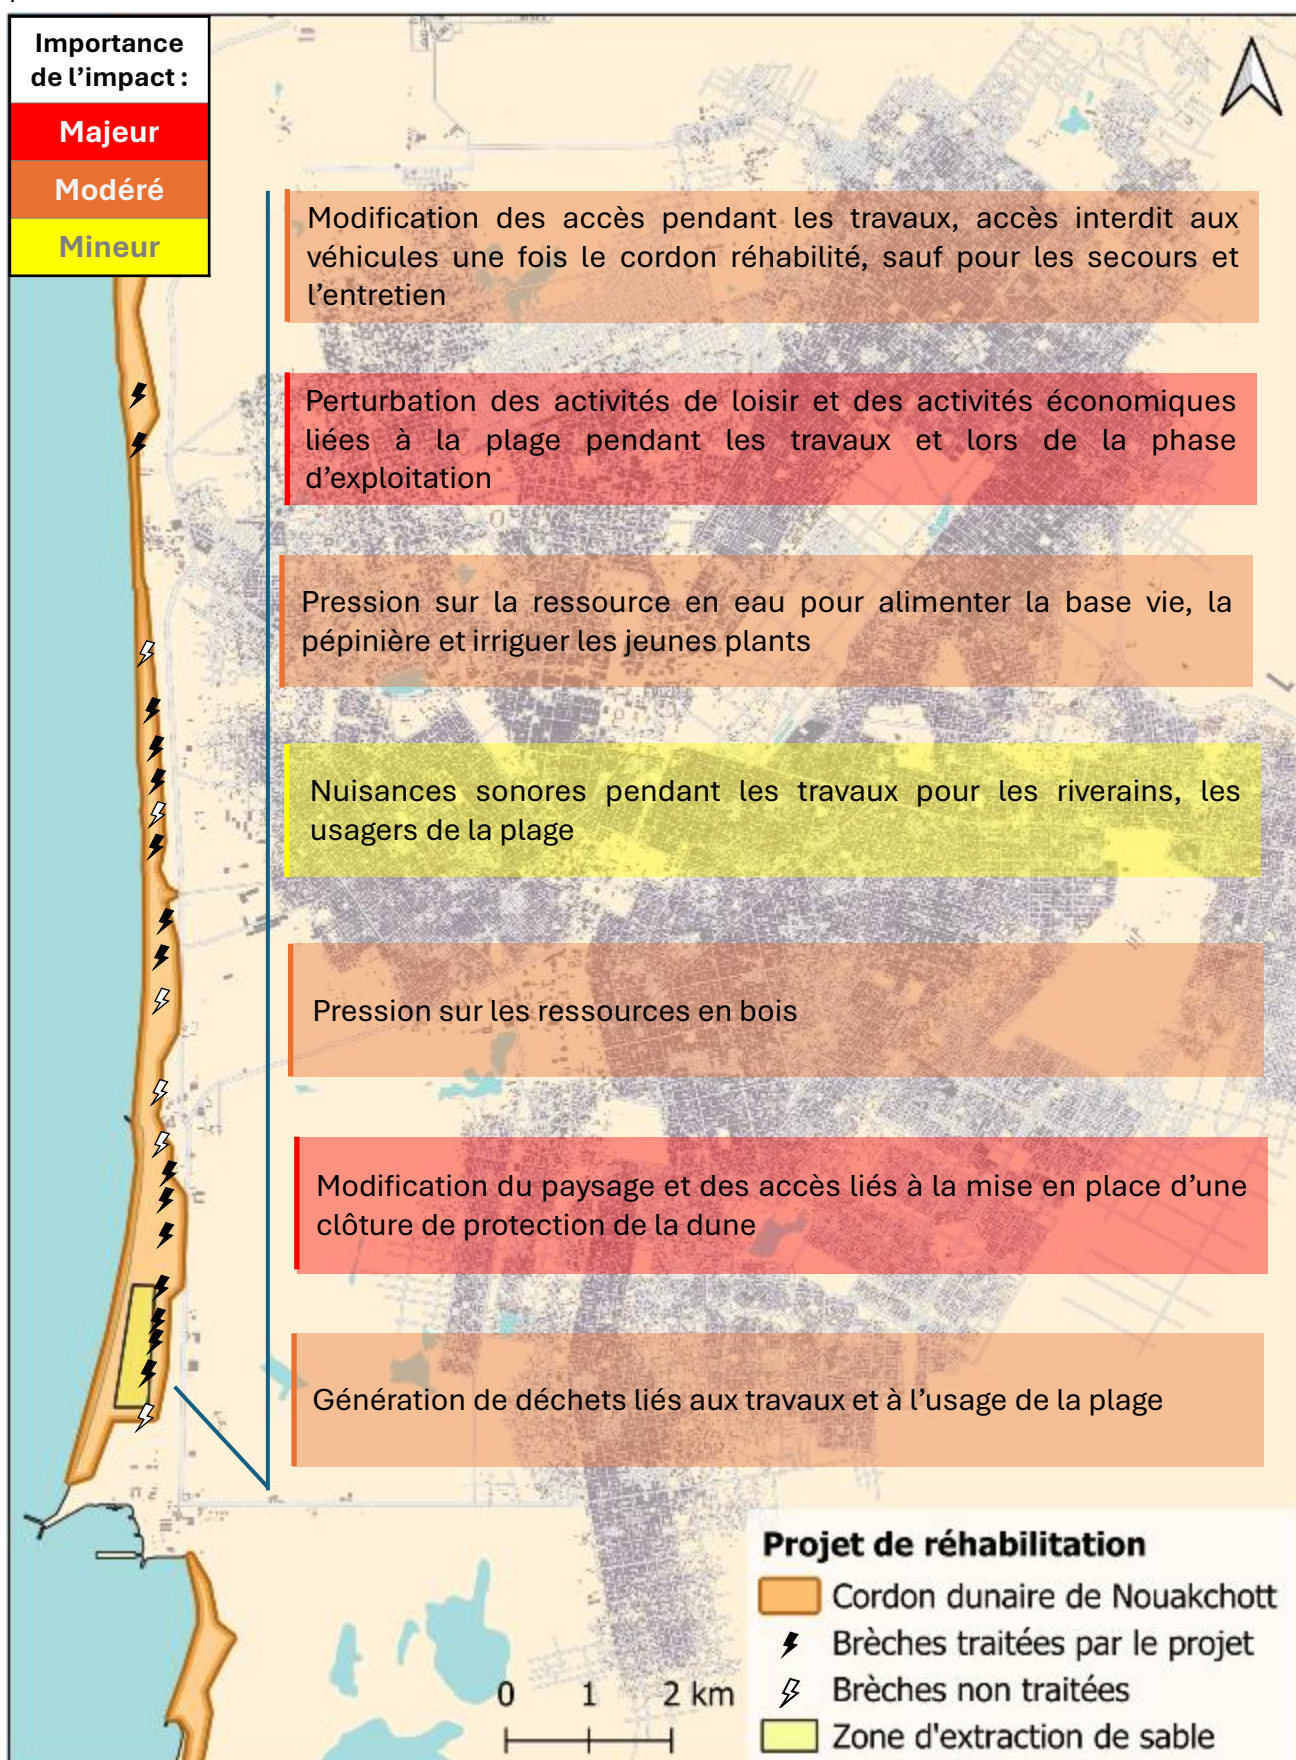 Importance
de l’impact :
Majeur
Modéré
Mineur
Modification des accès pendant les travaux, accès interdit aux
véhicules une fois le cordon réhabilité, sauf pour les secours et
l’entretien
Perturbation des activités de loisir et des activités économiques
liées à la plage pendant les travaux et lors de la phase
d’exploitation
Pression sur la ressource en eau pour alimenter la base vie, la
pépinière et irriguer les jeunes plants
Nuisances sonores pendant les travaux pour les riverains, les
usagers de la plage
Pression sur les ressources en bois
Modification du paysage et des accès liés à la mise en place d’une
clôture de protection de la dune
Génération de déchets liés aux travaux et à l’usage de la plage
Projet de réhabilitation
Cordon dunaire de Nouakchott
Brèches traitées par le projet
Brèches non traitées
Zone d'extraction de sable
0 1 2 km